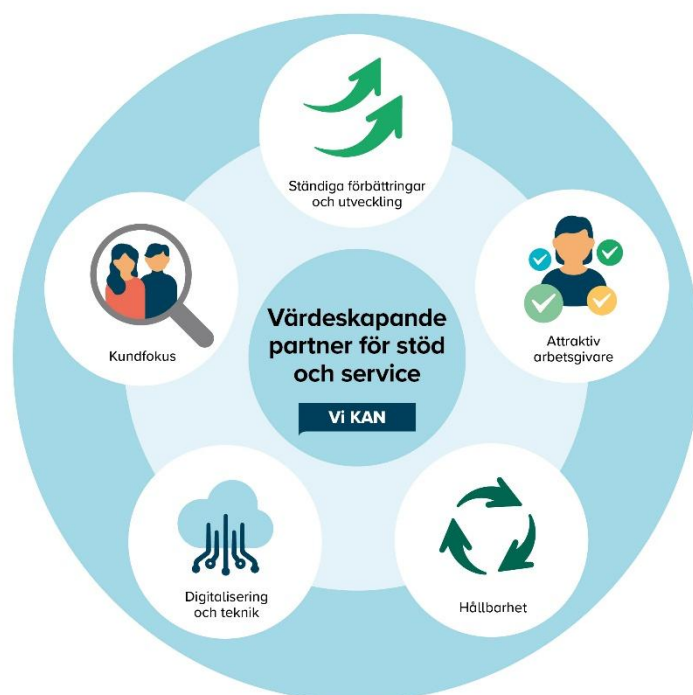 Ständiga förbättringar
och utveckling
Kundfokus
Värdeskapande
partner för stöd
och service
Vi KAN
Attraktiv
arbetsgivare
Digitalisering
och teknik
Hållbarhet